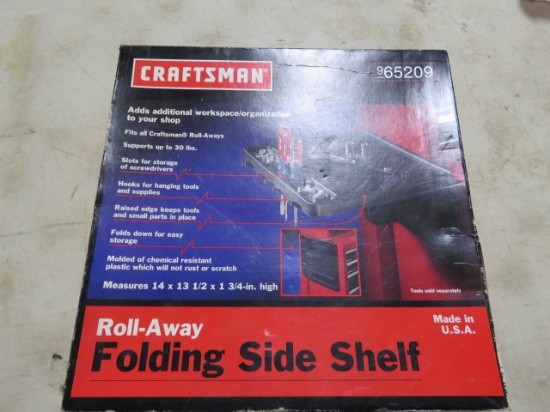 CRAFTSMAN®
965209
Adds additional workspace/organization
to your shop
Fits all Craftsman® Roll-Aways
Supports up to 30 lbs.
Slots for storage
of screwdrivers
Hooks for hanging tools
and supplies
Raised edge keeps tools
and small parts in place
Folds down for easy
storage
Molded of chemical resistant
plastic which will not rust or scratch
Measures 14 x 13 1/2 x 1 3/4-in. high
Tools sold separately
Roll-Away
Made in
U.S.A.
Folding Side Shelf